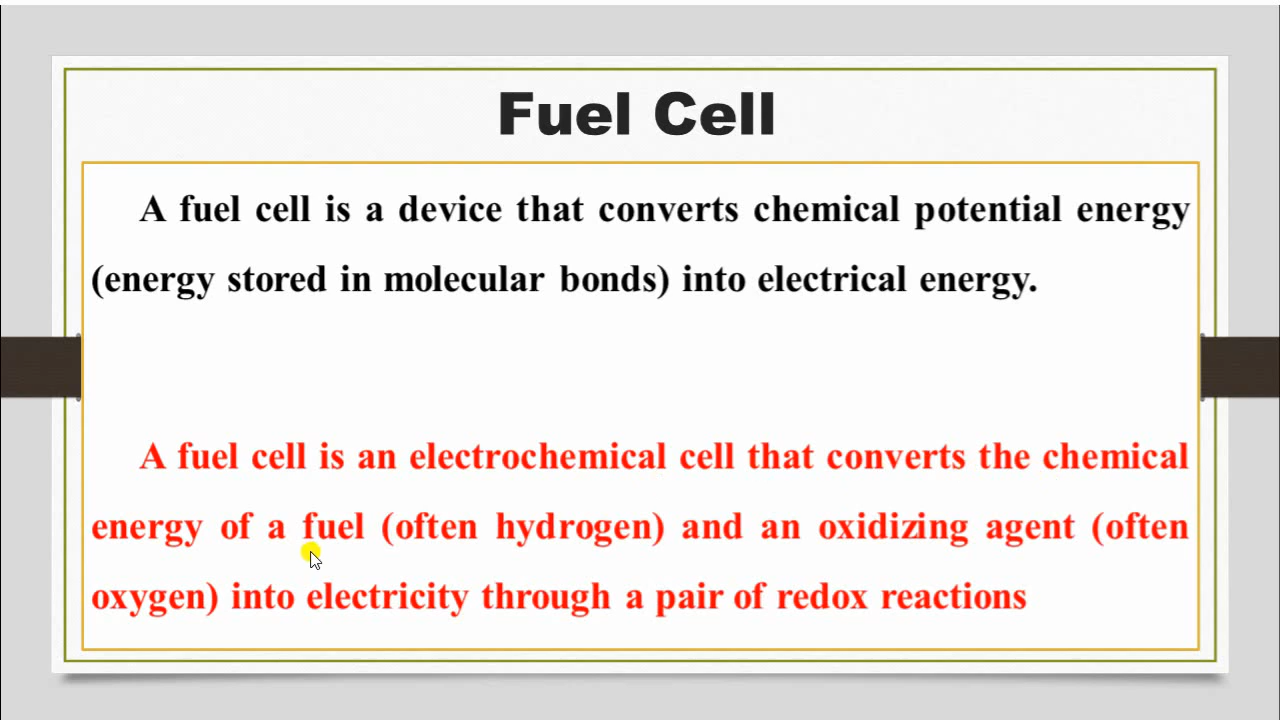 Fuel Cell
A fuel cell is a device that converts chemical potential energy
(energy stored in molecular bonds) into electrical energy.
A fuel cell is an electrochemical cell that converts the chemical
energy of a fuel (often hydrogen) and an oxidizing agent (often
oxygen) into electricity through a pair of redox reactions